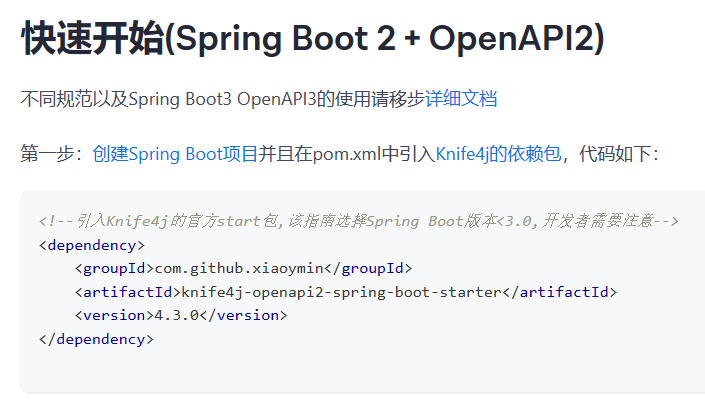 快速开始(Spring Boot 2 + OpenAPI2)
不同规范以及Spring Boot3 OpenAPI3的使用请移步详细文档
第一步：创建Spring Boot项目并且在pom.xml中引入Knife4j的依赖包，代码如下：
<!--引入Knife4j的官方start包,该指南选择Spring Boot版本<3.0,开发者需要注意-->
<dependency>
    <groupId>com.github.xiaoymin</groupId>
    <artifactId>knife4j-openapi2-spring-boot-starter</artifactId>
    <version>4.3.0</version>
</dependency>